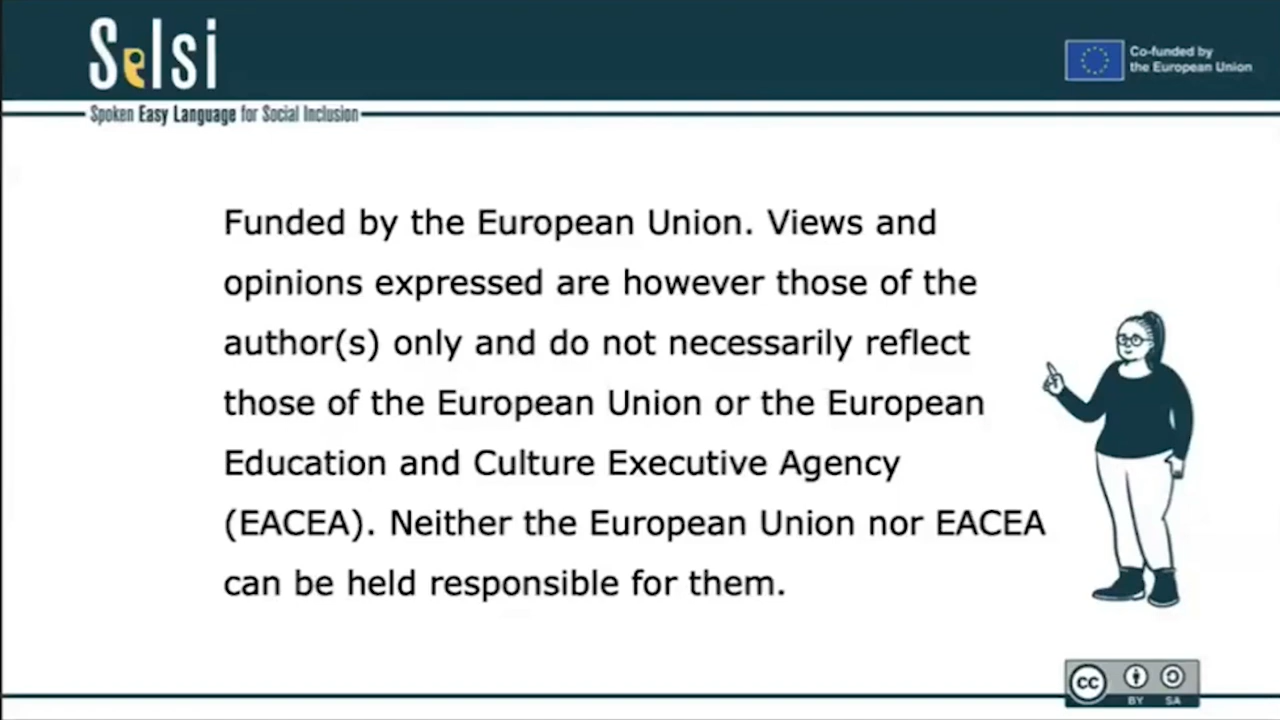 Selsi
Co-funded by
the European Union
Spoken Easy Language for Social Inclusion
Funded by the European Union. Views and
opinions expressed are however those of the
author(s) only and do not necessarily reflect
those of the European Union or the European
Education and Culture Executive Agency
(EACEA). Neither the European Union nor EACEA
can be held responsible for them.
cc
BY SA